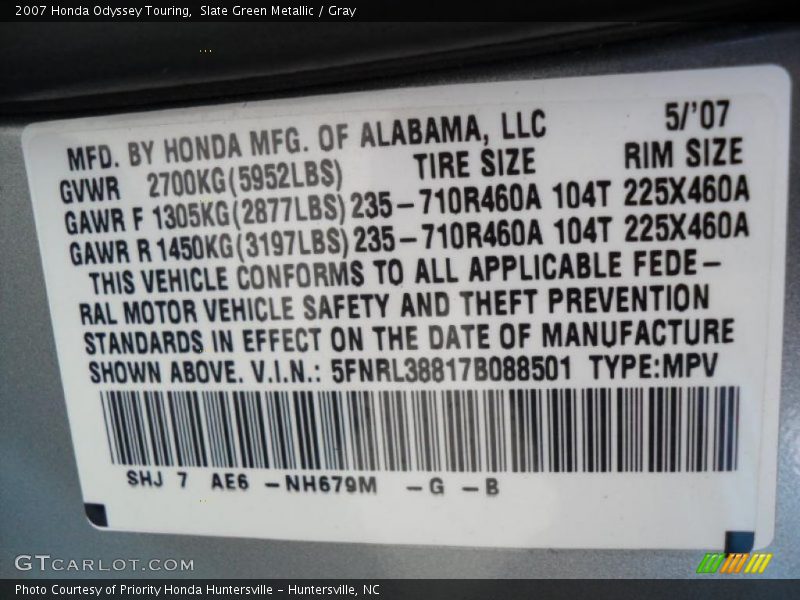 2007 Honda Odyssey Touring,  Slate Green Metallic / Gray
MFD. BY HONDA MFG. OF ALABAMA, LLC 5/'07
GVWR 2700KG(5952LBS) TIRE SIZE RIM SIZE
GAWR F 1305KG(2877LBS) 235-710R460A 104T 225X460A
GAWR R 1450KG(3197LBS) 235-710R460A 104T 225X460A
THIS VEHICLE CONFORMS TO ALL APPLICABLE FEDE-
RAL MOTOR VEHICLE SAFETY AND THEFT PREVENTION
STANDARDS IN EFFECT ON THE DATE OF MANUFACTURE
SHOWN ABOVE. V.I.N.: 5FNRL38817B088501 TYPE:MPV
SHJ 7 AE6 -NH679M -G -B
GTCARLOT.COM
Photo Courtesy of Priority Honda Huntersville - Huntersville, NC